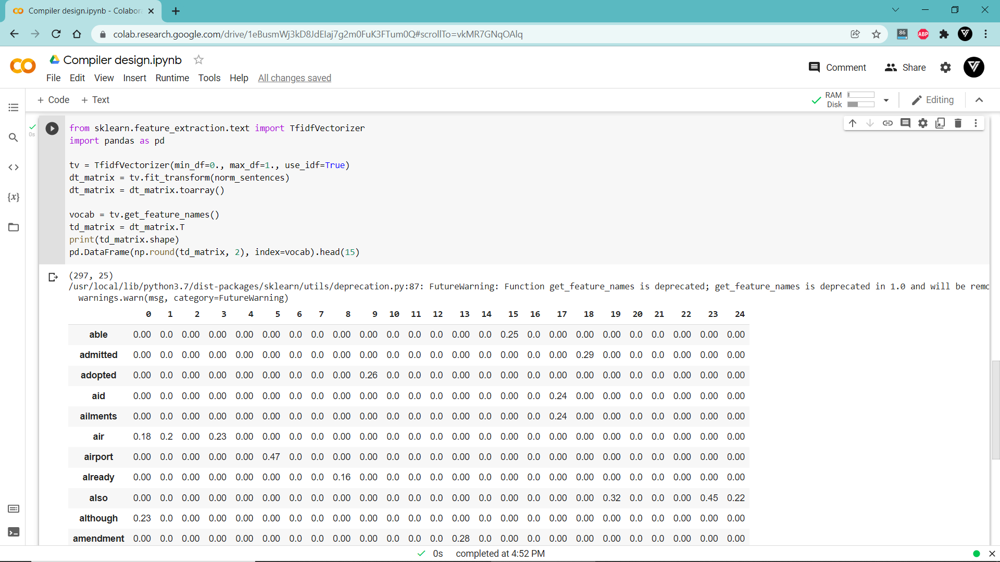 Compiler design.ipynb - Colabor
colab.research.google.com/drive/1eBusmWj3kD8JdEIaj7g2m0FuK3FTum0Q#scrollTo=vkMR7GNqOAlq
86
ABP
Compiler design.ipynb
Comment
Share
File Edit View Insert Runtime Tools Help All changes saved
+ Code + Text
RAM
Disk
Editing
0s
from sklearn.feature_extraction.text import TfidfVectorizer
import pandas as pd
tv = TfidfVectorizer(min_df=0., max_df=1., use_idf=True)
dt_matrix = tv.fit_transform(norm_sentences)
dt_matrix = dt_matrix.toarray()
vocab = tv.get_feature_names()
td_matrix = dt_matrix.T
print(td_matrix.shape)
pd.DataFrame(np.round(td_matrix, 2), index=vocab).head(15)
{x}
(297, 25)
/usr/local/lib/python3.7/dist-packages/sklearn/utils/deprecation.py:87: FutureWarning: Function get_feature_names is deprecated; get_feature_names is deprecated in 1.0 and will be remo
warnings.warn(msg, category=FutureWarning)
0 1 2 3 4 5 6 7 8 9 10 11 12 13 14 15 16 17 18 19 20 21 22 23 24
able 0.00 0.0 0.00 0.00 0.00 0.00 0.0 0.0 0.00 0.00 0.0 0.0 0.0 0.00 0.0 0.25 0.0 0.00 0.00 0.00 0.0 0.0 0.00 0.00 0.00
admitted 0.00 0.0 0.00 0.00 0.00 0.00 0.0 0.0 0.00 0.00 0.0 0.0 0.0 0.00 0.0 0.00 0.0 0.00 0.29 0.00 0.0 0.0 0.00 0.00 0.00
adopted 0.00 0.0 0.00 0.00 0.00 0.00 0.0 0.0 0.00 0.26 0.0 0.0 0.0 0.00 0.0 0.00 0.0 0.00 0.00 0.00 0.0 0.0 0.00 0.00 0.00
aid 0.00 0.0 0.00 0.00 0.00 0.00 0.0 0.0 0.00 0.00 0.0 0.0 0.0 0.00 0.0 0.00 0.0 0.24 0.00 0.00 0.0 0.0 0.00 0.00 0.00
ailments 0.00 0.0 0.00 0.00 0.00 0.00 0.0 0.0 0.00 0.00 0.0 0.0 0.0 0.00 0.0 0.00 0.0 0.24 0.00 0.00 0.0 0.0 0.00 0.00 0.00
air 0.18 0.2 0.00 0.23 0.00 0.00 0.0 0.0 0.00 0.00 0.0 0.0 0.0 0.00 0.0 0.00 0.0 0.00 0.00 0.00 0.0 0.0 0.00 0.00 0.00
airport 0.00 0.0 0.00 0.00 0.00 0.47 0.0 0.0 0.00 0.00 0.0 0.0 0.0 0.00 0.0 0.00 0.0 0.00 0.00 0.00 0.0 0.0 0.00 0.00 0.00
already 0.00 0.0 0.00 0.00 0.00 0.00 0.0 0.0 0.16 0.00 0.0 0.0 0.0 0.00 0.0 0.00 0.0 0.00 0.00 0.00 0.0 0.0 0.00 0.00 0.00
also 0.00 0.0 0.00 0.00 0.00 0.00 0.0 0.0 0.00 0.00 0.0 0.0 0.0 0.00 0.0 0.00 0.0 0.00 0.00 0.32 0.0 0.0 0.00 0.45 0.22
although 0.23 0.0 0.00 0.00 0.00 0.00 0.0 0.0 0.00 0.00 0.0 0.0 0.0 0.00 0.0 0.00 0.0 0.00 0.00 0.00 0.0 0.0 0.00 0.00 0.00
amendment 0.00 0.0 0.00 0.00 0.00 0.00 0.0 0.0 0.00 0.00 0.0 0.0 0.0 0.28 0.0 0.00 0.0 0.00 0.00 0.00 0.0 0.0 0.00 0.00 0.00
0s completed at 4:52 PM